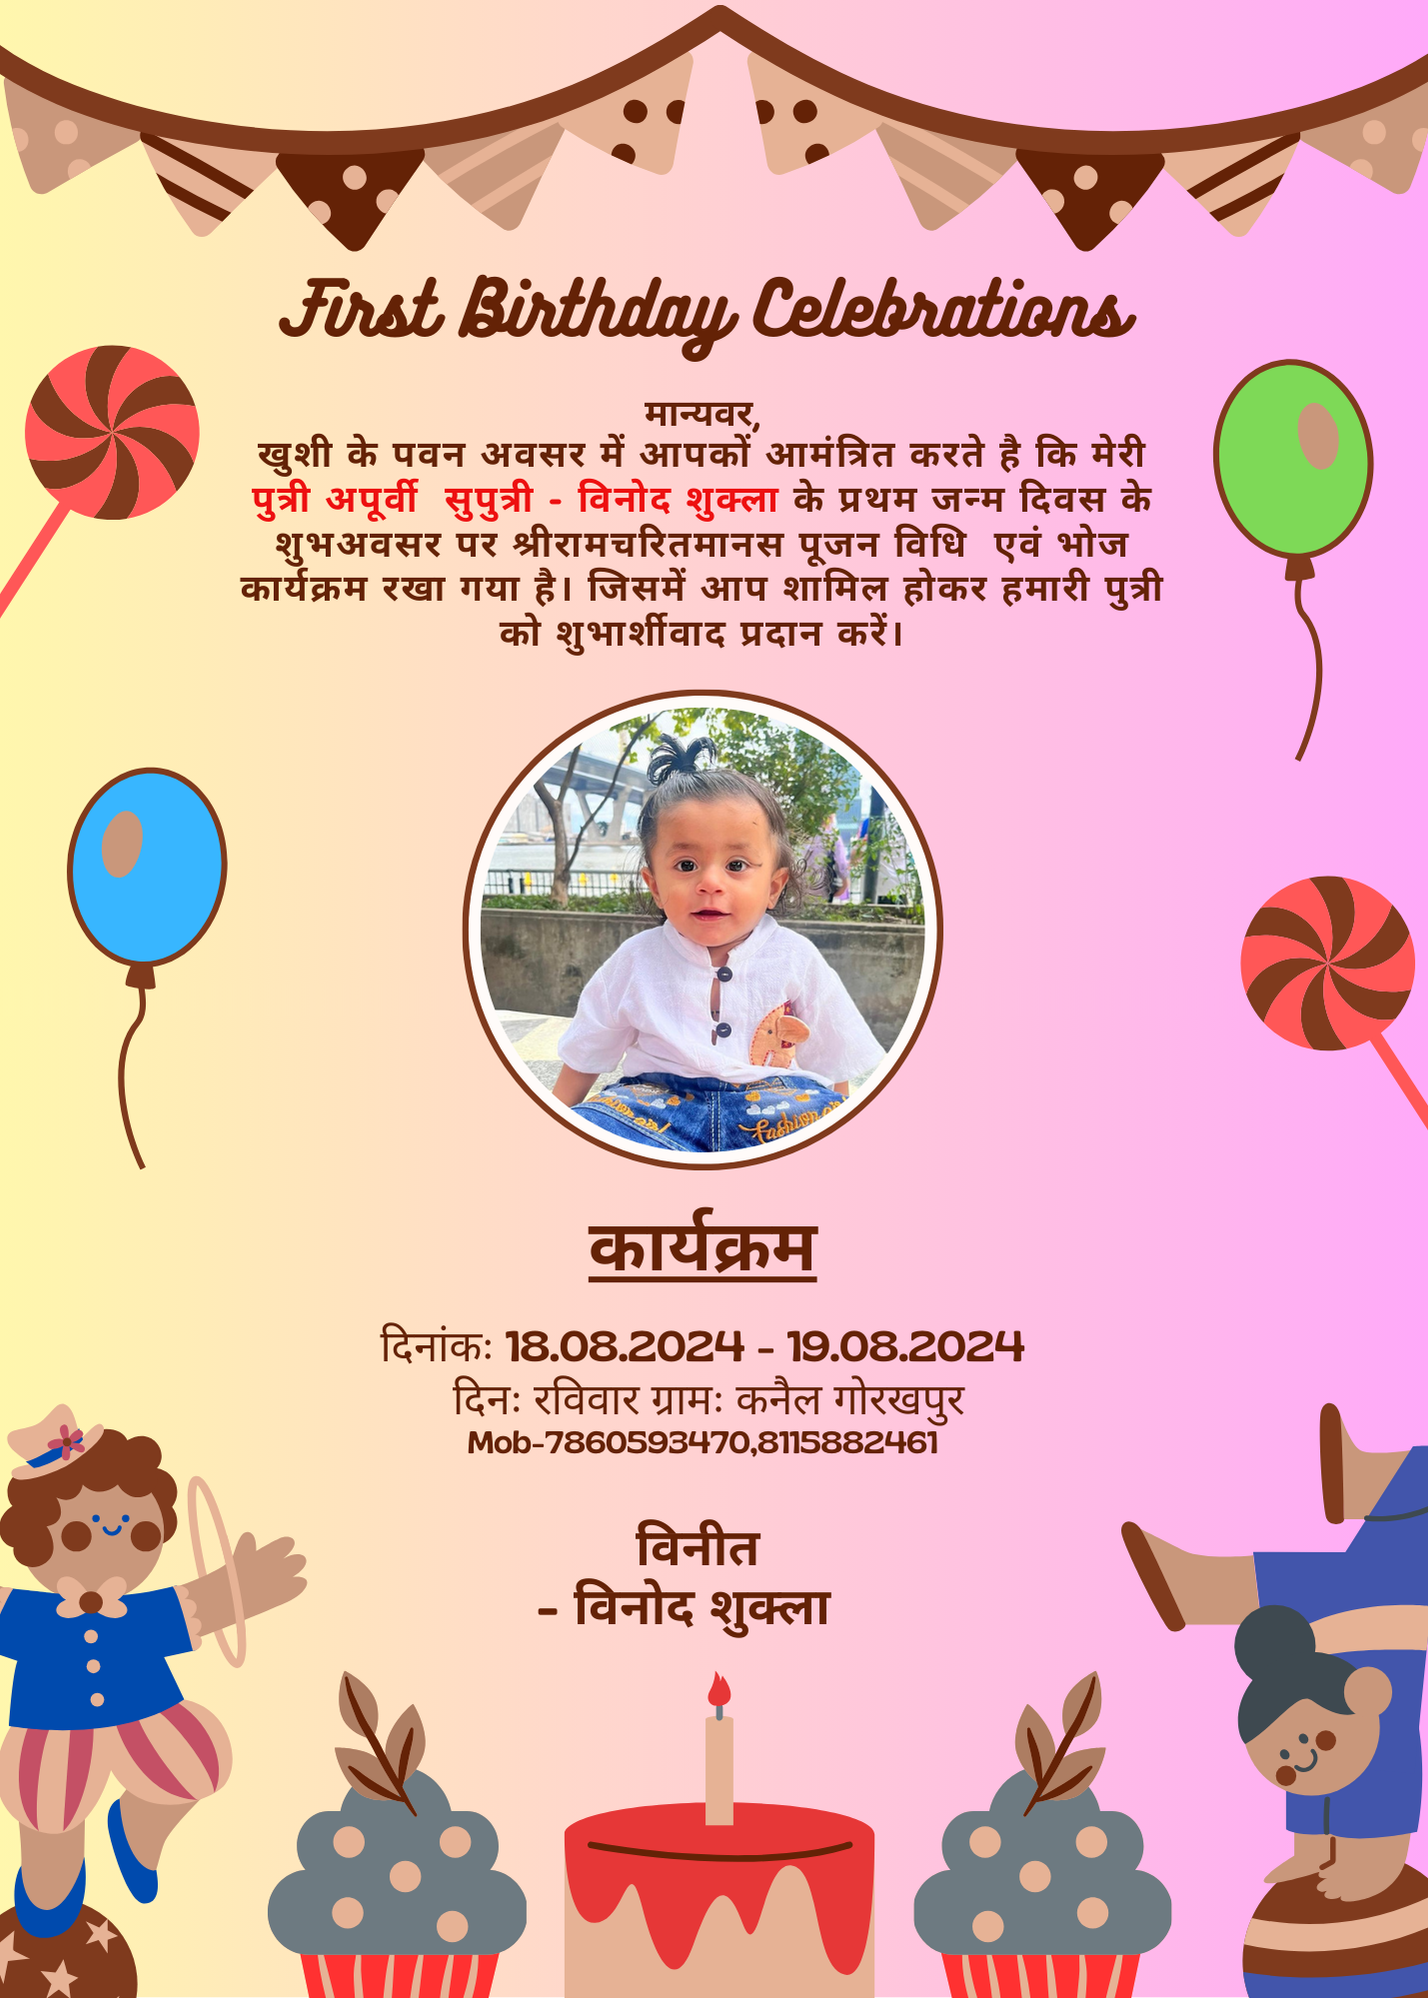 First Birthday Celebrations
मान्यवर,
खुशी के पवन अवसर में आपकों आमंत्रित करते है कि मेरी
पुत्री अपूर्वी सुपुत्री - विनोद शुक्ला के प्रथम जन्म दिवस के
शुभअवसर पर श्रीरामचरितमानस पूजन विधि एवं भोज
कार्यक्रम रखा गया है। जिसमें आप शामिल होकर हमारी पुत्री
को शुभार्शीवाद प्रदान करें।
Fashion
कार्यक्रम
दिनांकः 18.08.2024 - 19.08.2024
दिनः रविवार ग्रामः कनैल गोरखपुर
Mob-7860593470,8115882461
विनीत
- विनोद शुक्ला